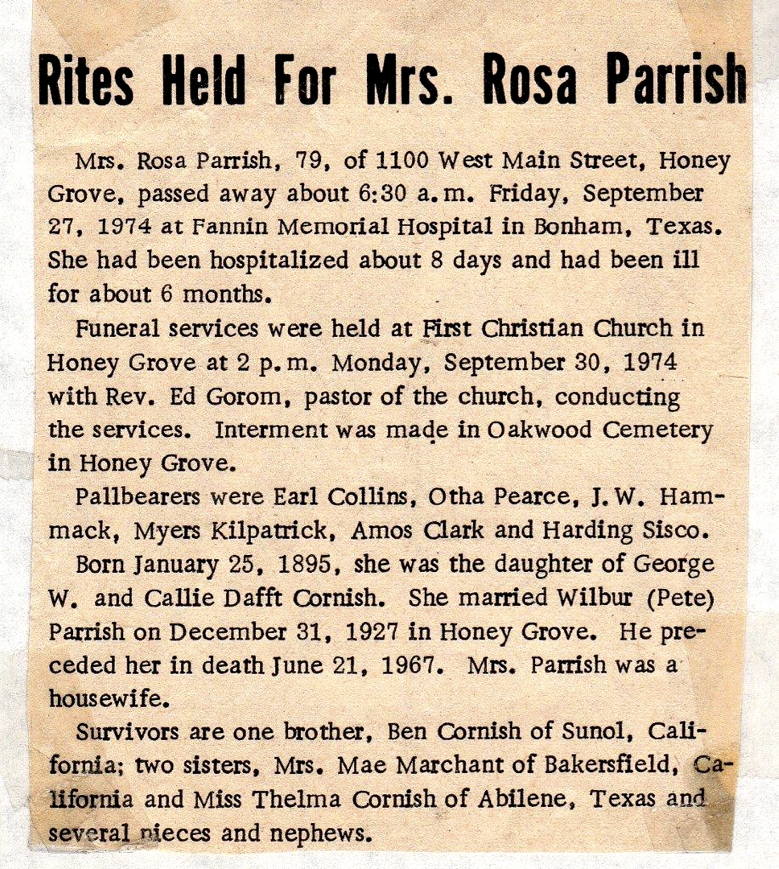 Rites Held For Mrs. Rosa Parrish
Mrs. Rosa Parrish, 79, of 1100 West Main Street, Honey
Grove, passed away about 6:30 a.m. Friday, September
27, 1974 at Fannin Memorial Hospital in Bonham, Texas.
She had been hospitalized about 8 days and had been ill
for about 6 months.
Funeral services were held at First Christian Church in
Honey Grove at 2 p.m. Monday, September 30, 1974
with Rev. Ed Gorom, pastor of the church, conducting
the services. Interment was made in Oakwood Cemetery
in Honey Grove.
Pallbearers were Earl Collins, Otha Pearce, J.W. Ham-
mack, Myers Kilpatrick, Amos Clark and Harding Sisco.
Born January 25, 1895, she was the daughter of George
W. and Callie Dafft Cornish. She married Wilbur (Pete)
Parrish on December 31, 1927 in Honey Grove. He pre-
ceded her in death June 21, 1967. Mrs. Parrish was a
housewife.
Survivors are one brother, Ben Cornish of Sunol, Cali-
fornia; two sisters, Mrs. Mae Marchant of Bakersfield, Ca-
lifornia and Miss Thelma Cornish of Abilene, Texas and
several nieces and nephews.